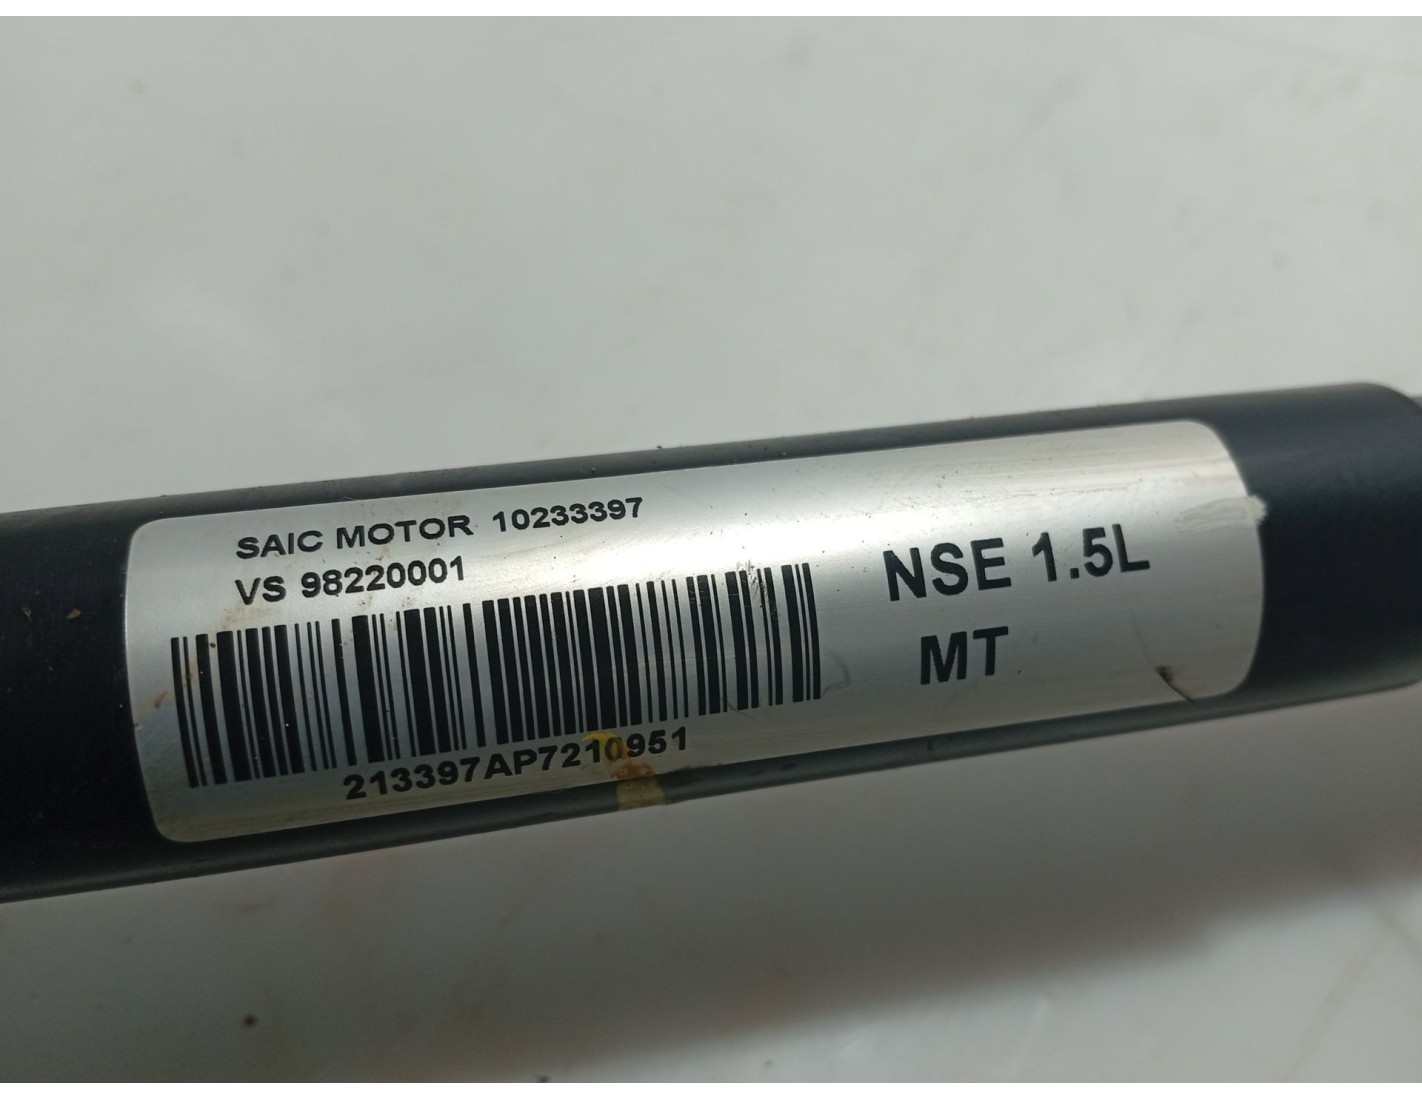 SAIC MOTOR 10233397
VS 98220001
213397AP7210951
NSE 1.5L
MT